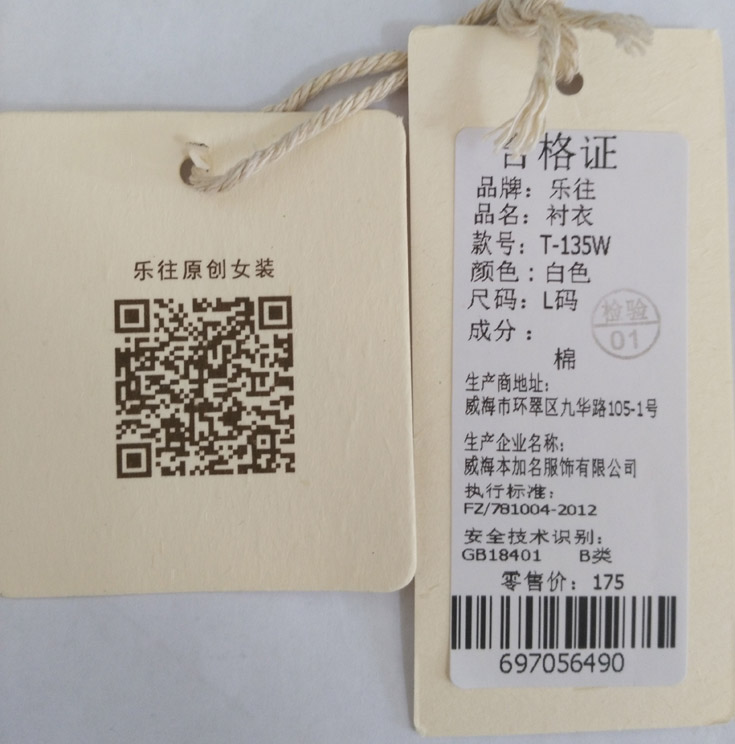 乐往原创女装
合格证
品牌：乐往
品名：衬衣
款号：T-135W
颜色：白色
尺码：L码
检验
01
成分：
棉
生产商地址：
威海市环翠区九华路105-1号
生产企业名称：
威海本加名服饰有限公司
执行标准：
FZ/781004-2012
安全技术识别：
GB18401 B类
零售价：175
697056490